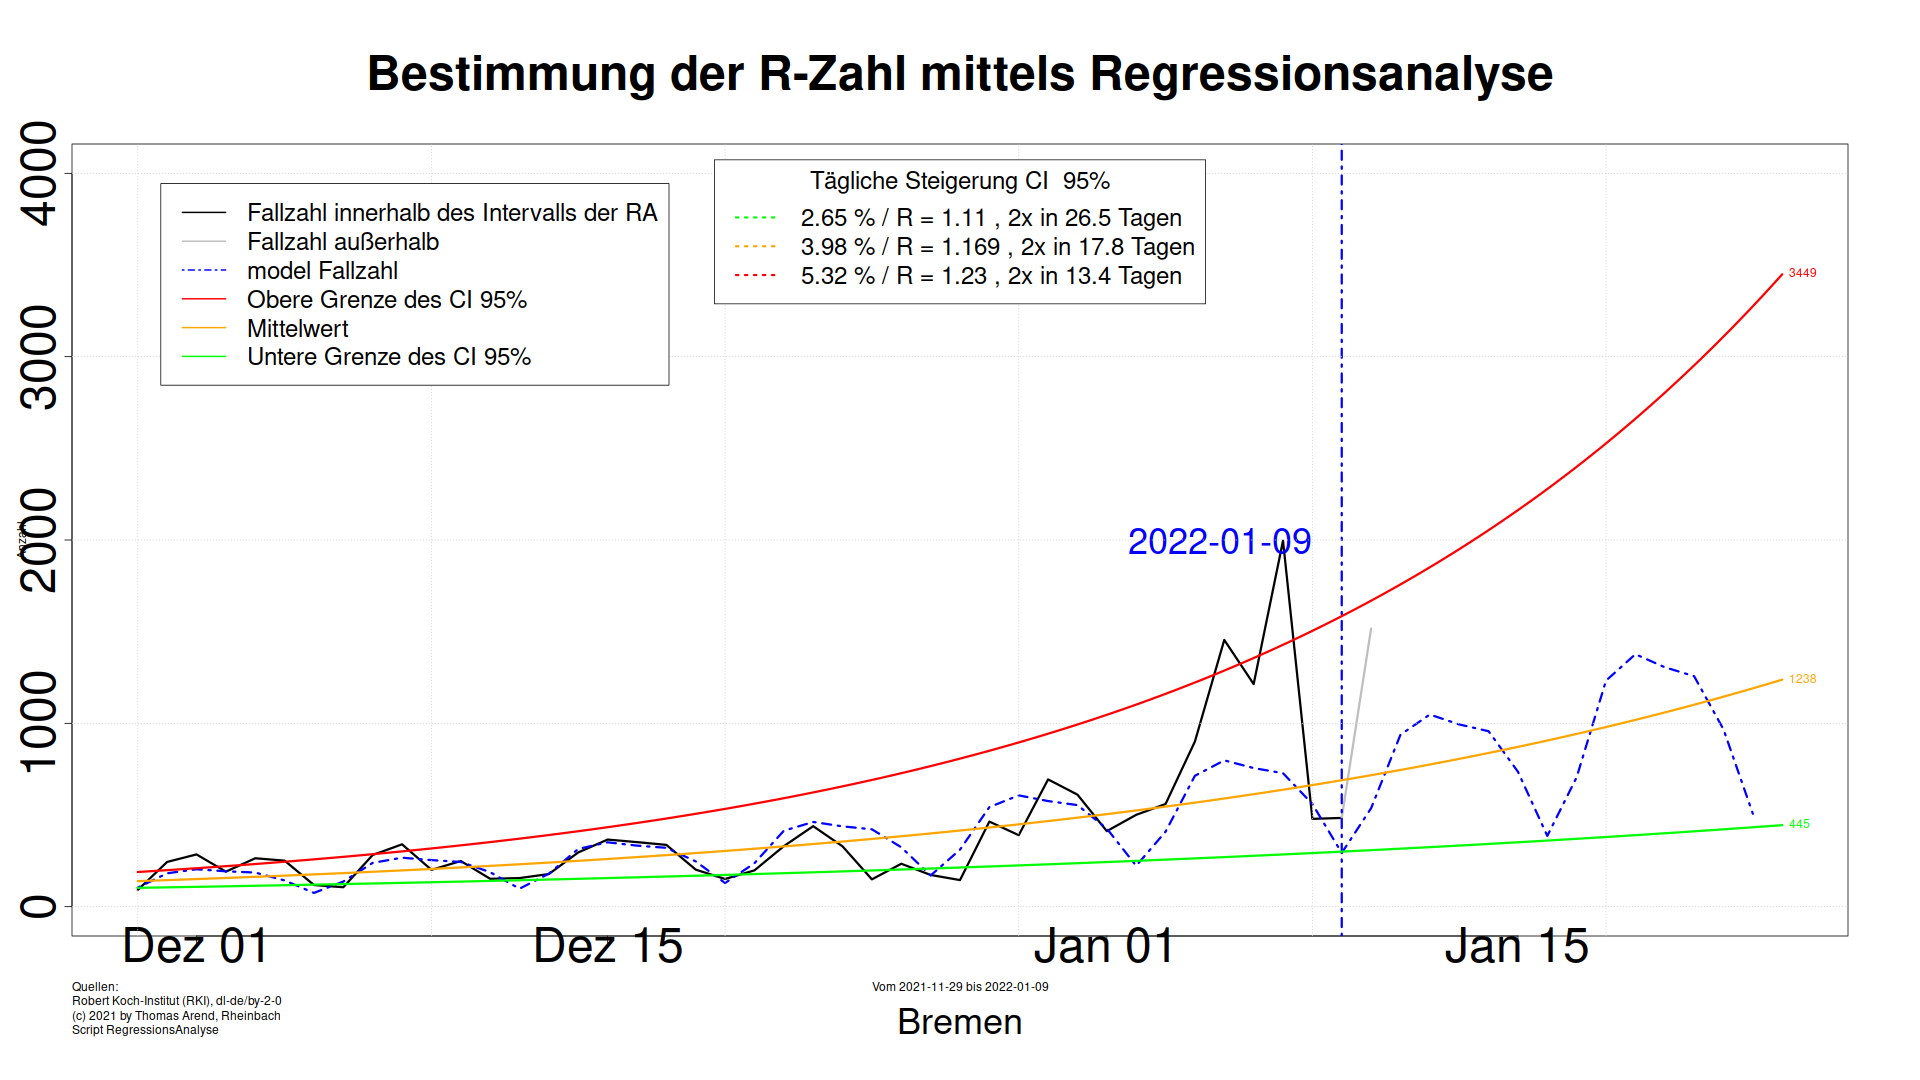 Bestimmung der R-Zahl mittels Regressionsanalyse
4000
3000
2000
1000
0
Anzahl
Fallzahl innerhalb des Intervalls der RA
Fallzahl außerhalb
model Fallzahl
Obere Grenze des CI 95%
Mittelwert
Untere Grenze des CI 95%
Tägliche Steigerung CI  95%
2.65 % / R = 1.11 , 2x in 26.5 Tagen
3.98 % / R = 1.169 , 2x in 17.8 Tagen
5.32 % / R = 1.23 , 2x in 13.4 Tagen
3449
2022-01-09
1238
445
Dez 01 Dez 15 Jan 01 Jan 15
Quellen:
Robert Koch-Institut (RKI), dl-de/by-2-0
(c) 2021 by Thomas Arend, Rheinbach
Script RegressionsAnalyse
Vom 2021-11-29 bis 2022-01-09
Bremen